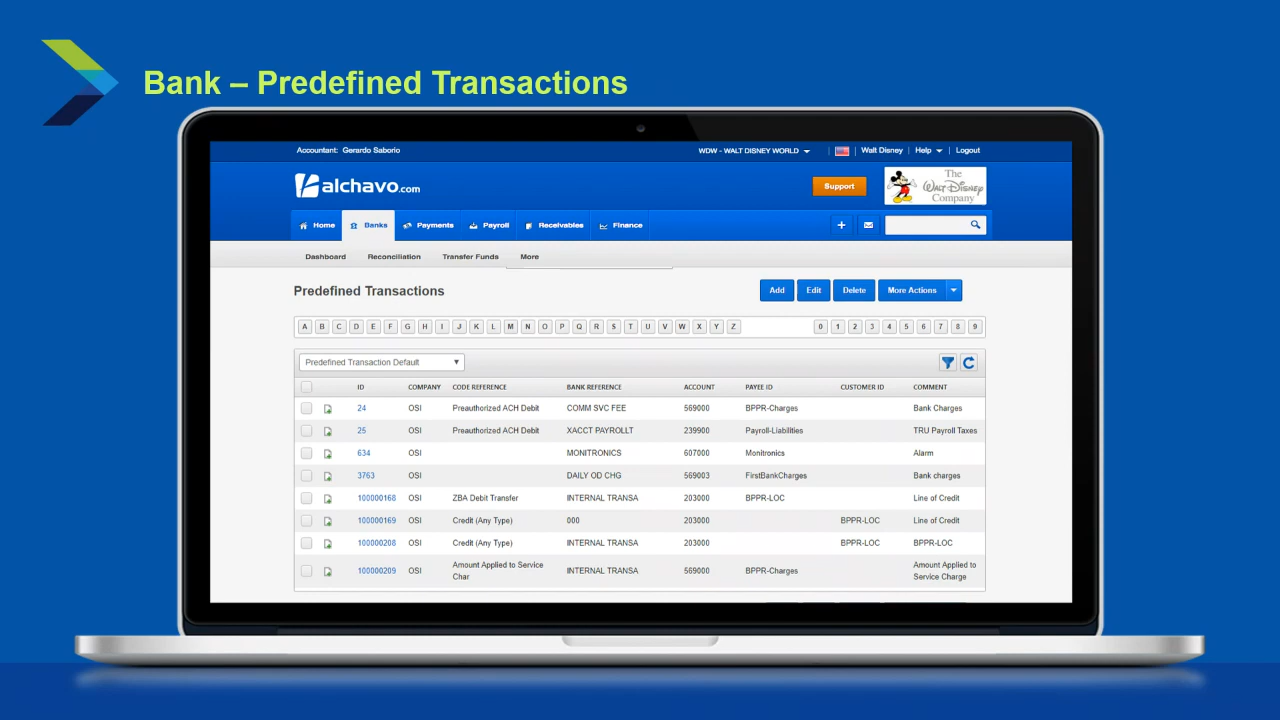 Bank – Predefined Transactions
Accountant: Gerardo Saborio WDW - WALT DISNEY WORLD | Walt Disney | Help | Logout
alchavo.com Support The Walt Disney Company
Home Banks Payments Payroll Receivables Finance
Dashboard Reconciliation Transfer Funds More
Predefined Transactions Add Edit Delete More Actions
A B C D E F G H I J K L M N O P Q R S T U V W X Y Z 0 1 2 3 4 5 6 7 8 9
Predefined Transaction Default
ID COMPANY CODE REFERENCE BANK REFERENCE ACCOUNT PAYEE ID CUSTOMER ID COMMENT
24 OSI Preauthorized ACH Debit COMM SVC FEE 569000 BPPR-Charges Bank Charges
25 OSI Preauthorized ACH Debit XACCT PAYROLLT 239900 Payroll-Liabilities TRU Payroll Taxes
634 OSI MONITRONICS 607000 Monitronics Alarm
3763 OSI DAILY OD CHG 569003 FirstBankCharges Bank charges
100000168 OSI ZBA Debit Transfer INTERNAL TRANSA 203000 BPPR-LOC Line of Credit
100000169 OSI Credit (Any Type) 000 203000 BPPR-LOC Line of Credit
100000208 OSI Credit (Any Type) INTERNAL TRANSA 203000 BPPR-LOC BPPR-LOC
100000209 OSI Amount Applied to Service Char INTERNAL TRANSA 569000 BPPR-Charges Amount Applied to Service Charge